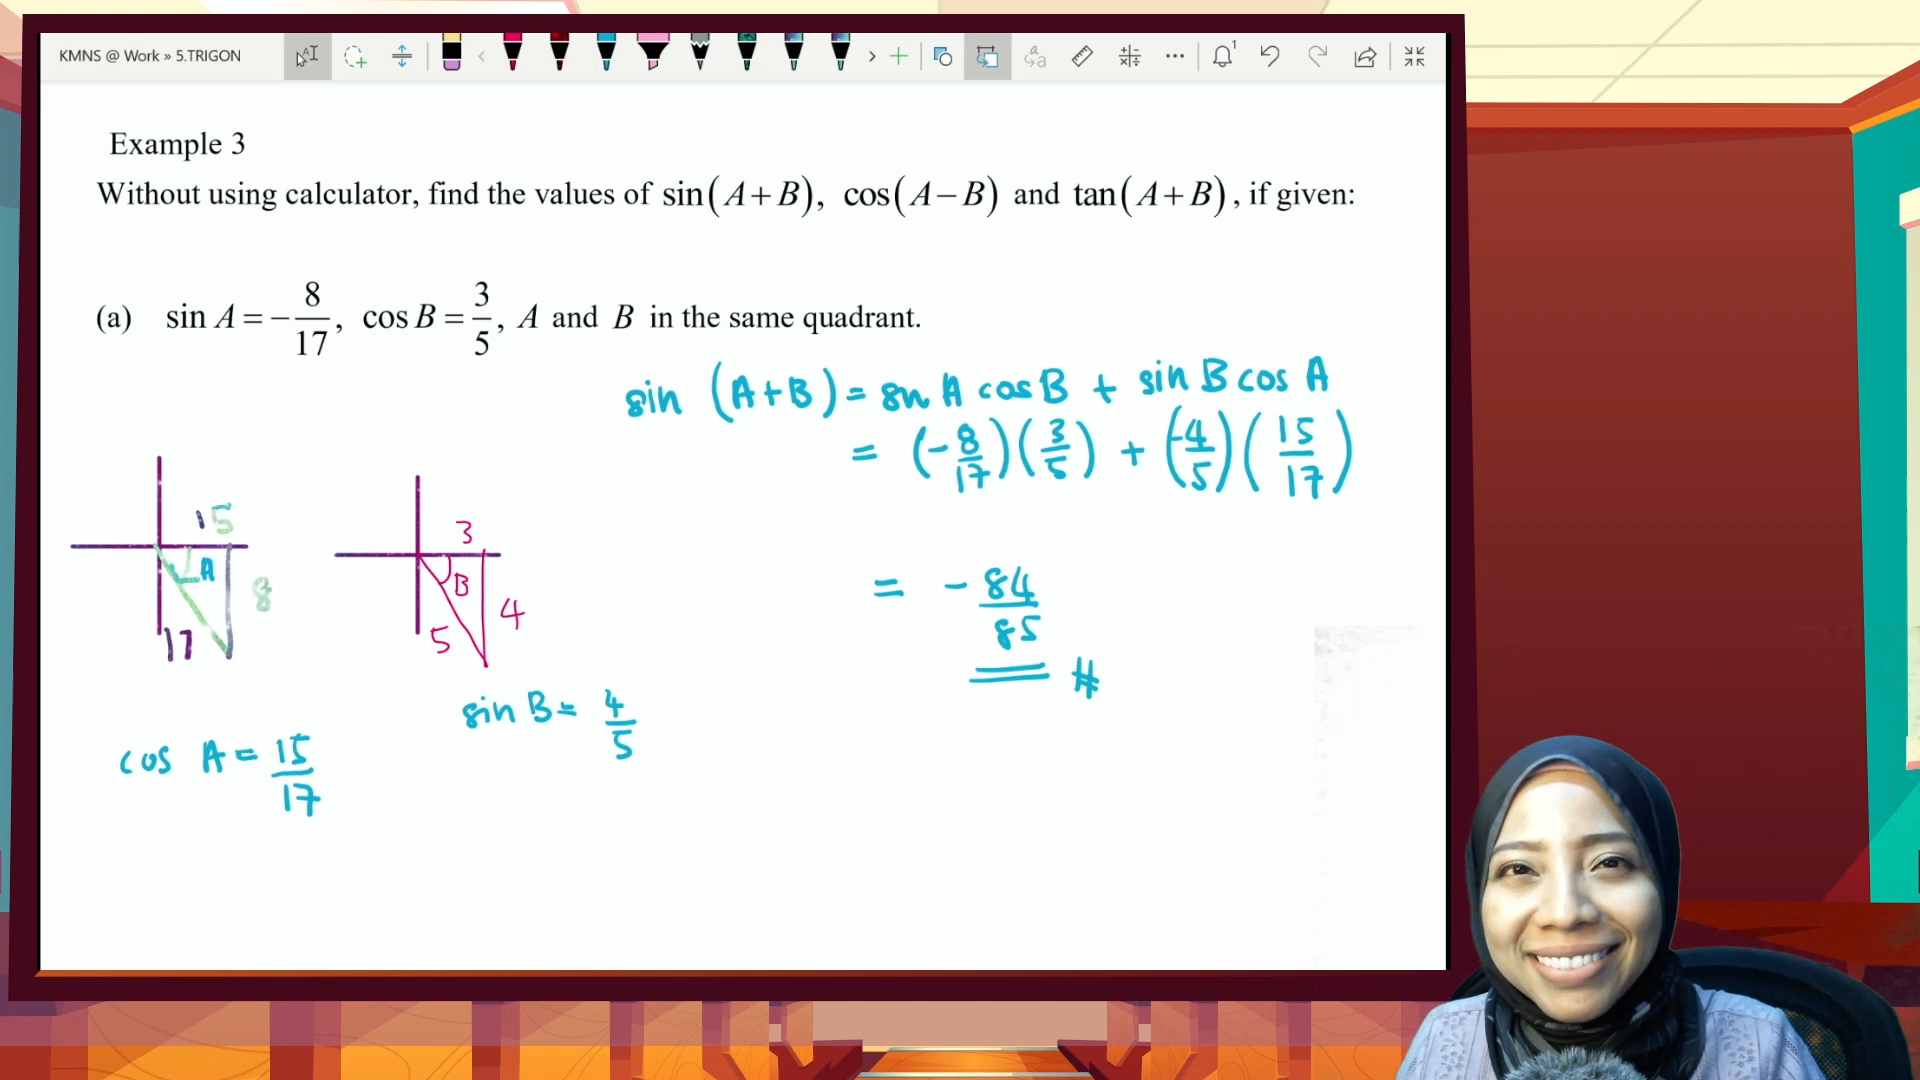 KMNS @ Work » 5.TRIGON
Example 3
Without using calculator, find the values of sin(A+B), cos(A−B) and tan(A+B), if given:
(a) sin A = −8/17, cos B = 3/5, A and B in the same quadrant.
sin (A+B) = sin A cos B + sin B cos A
= (−8/17)(3/5) + (−4/5)(15/17)
= −84/85 #
15
A
8
17
3
B
4
5
sin B = 4/5
cos A = 15/17